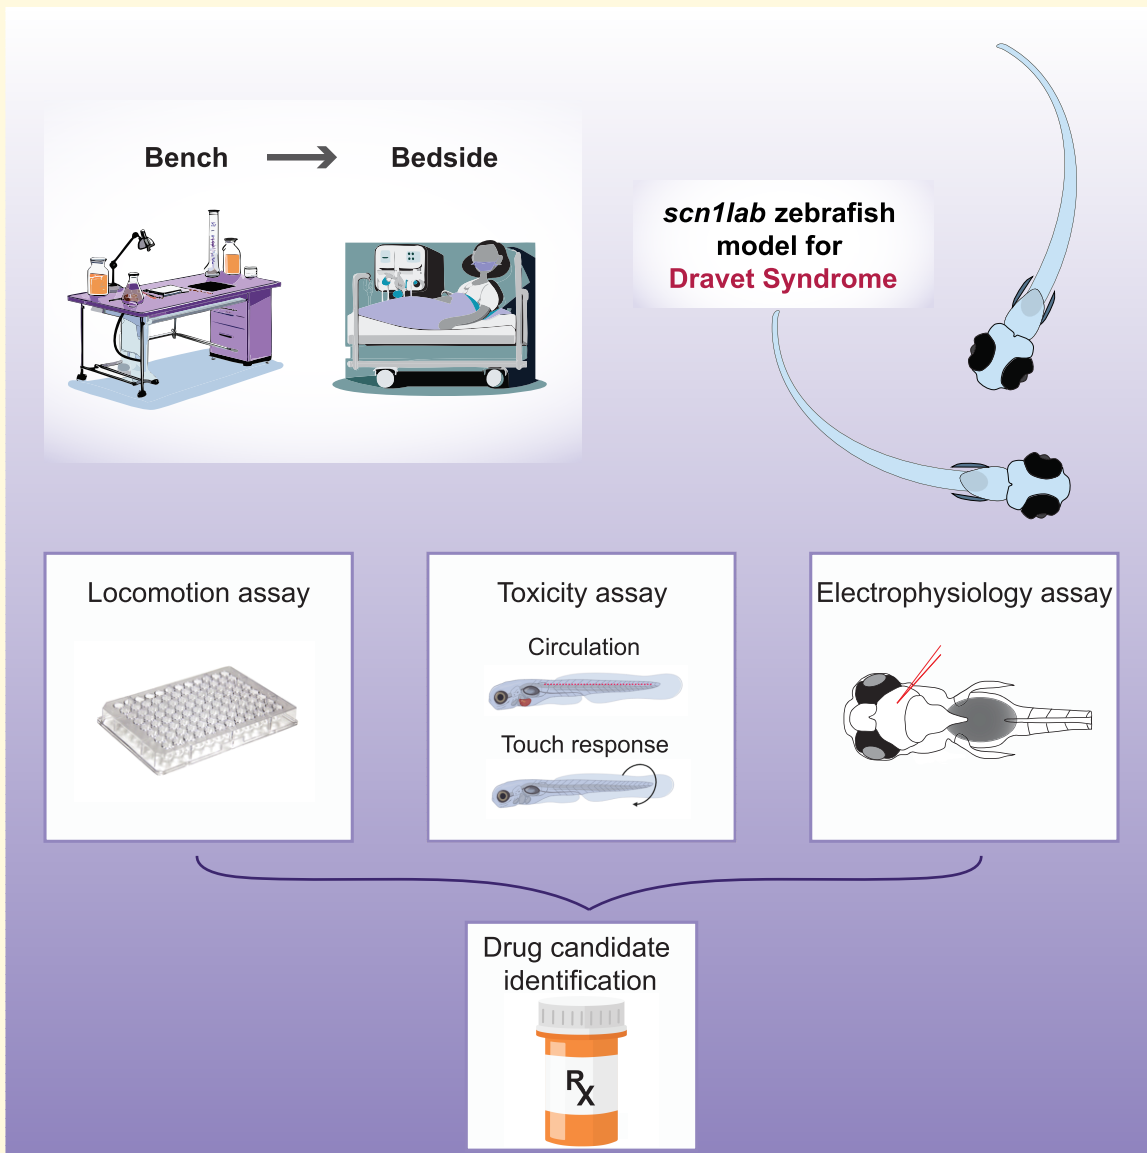 Bench
Bedside
scn1lab zebrafish
model for
Dravet Syndrome
Locomotion assay
Toxicity assay
Circulation
Touch response
Electrophysiology assay
Drug candidate
identification
RX